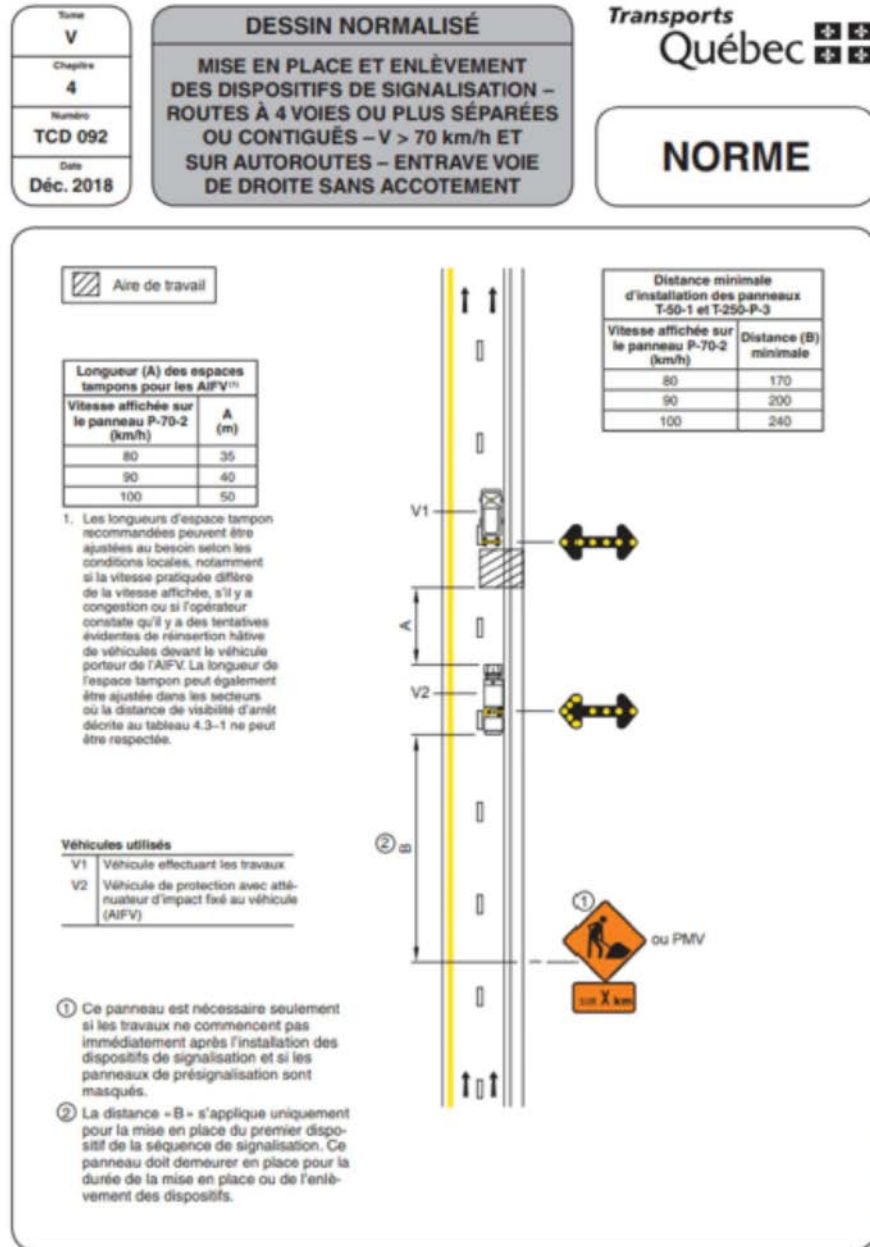 Tome
V
Chapitre
4
Numéro
TCD 092
Date
Déc. 2018
DESSIN NORMALISÉ
MISE EN PLACE ET ENLÈVEMENT
DES DISPOSITIFS DE SIGNALISATION –
ROUTES À 4 VOIES OU PLUS SÉPARÉES
OU CONTIGUËS – V > 70 km/h ET
SUR AUTOROUTES – ENTRAVE VOIE
DE DROITE SANS ACCOTEMENT
Transports
Québec
NORME
Aire de travail
Longueur (A) des espaces
tampons pour les AIFV(1)
Vitesse affichée sur
le panneau P-70-2
(km/h)
A
(m)
80 35
90 40
100 50
1. Les longueurs d'espace tampon
recommandées peuvent être
ajustées au besoin selon les
conditions locales, notamment
si la vitesse pratiquée diffère
de la vitesse affichée, s'il y a
congestion ou si l'opérateur
constate qu'il y a des tentatives
évidentes de réinsertion hâtive
de véhicules devant le véhicule
porteur de l'AIFV. La longueur de
l'espace tampon peut également
être ajustée dans les secteurs
où la distance de visibilité d'arrêt
décrite au tableau 4.3–1 ne peut
être respectée.
Distance minimale
d'installation des panneaux
T-50-1 et T-250-P-3
Vitesse affichée sur
le panneau P-70-2
(km/h)
Distance (B)
minimale
80 170
90 200
100 240
V1
A
V2
② B
①
ou PMV
SUR X km
Véhicules utilisés
V1 Véhicule effectuant les travaux
V2 Véhicule de protection avec atté-
nuateur d'impact fixé au véhicule
(AIFV)
① Ce panneau est nécessaire seulement
si les travaux ne commencent pas
immédiatement après l'installation des
dispositifs de signalisation et si les
panneaux de présignalisation sont
masqués.
② La distance « B » s'applique uniquement
pour la mise en place du premier dispo-
sitif de la séquence de signalisation. Ce
panneau doit demeurer en place pour la
durée de la mise en place ou de l'enlè-
vement des dispositifs.